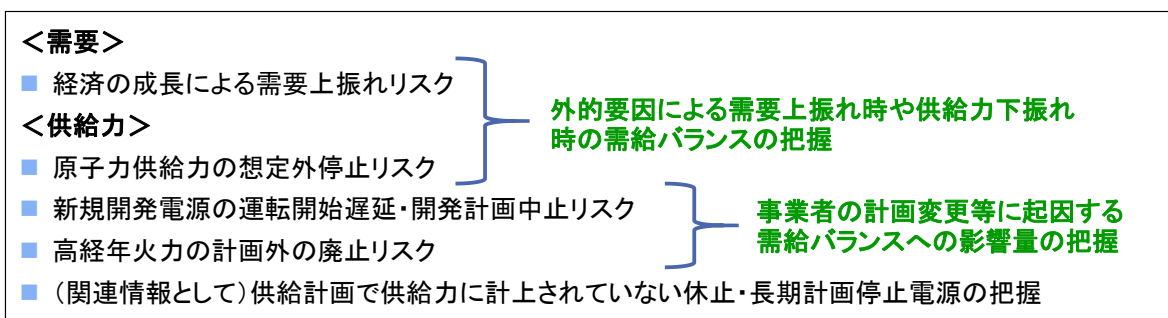 ＜需要＞
■ 経済の成長による需要上振れリスク
＜供給力＞
■ 原子力供給力の想定外停止リスク
外的要因による需要上振れ時や供給力下振れ
時の需給バランスの把握
■ 新規開発電源の運転開始遅延・開発計画中止リスク
■ 高経年火力の計画外の廃止リスク
事業者の計画変更等に起因する
需給バランスへの影響量の把握
■ （関連情報として）供給計画で供給力に計上されていない休止・長期計画停止電源の把握